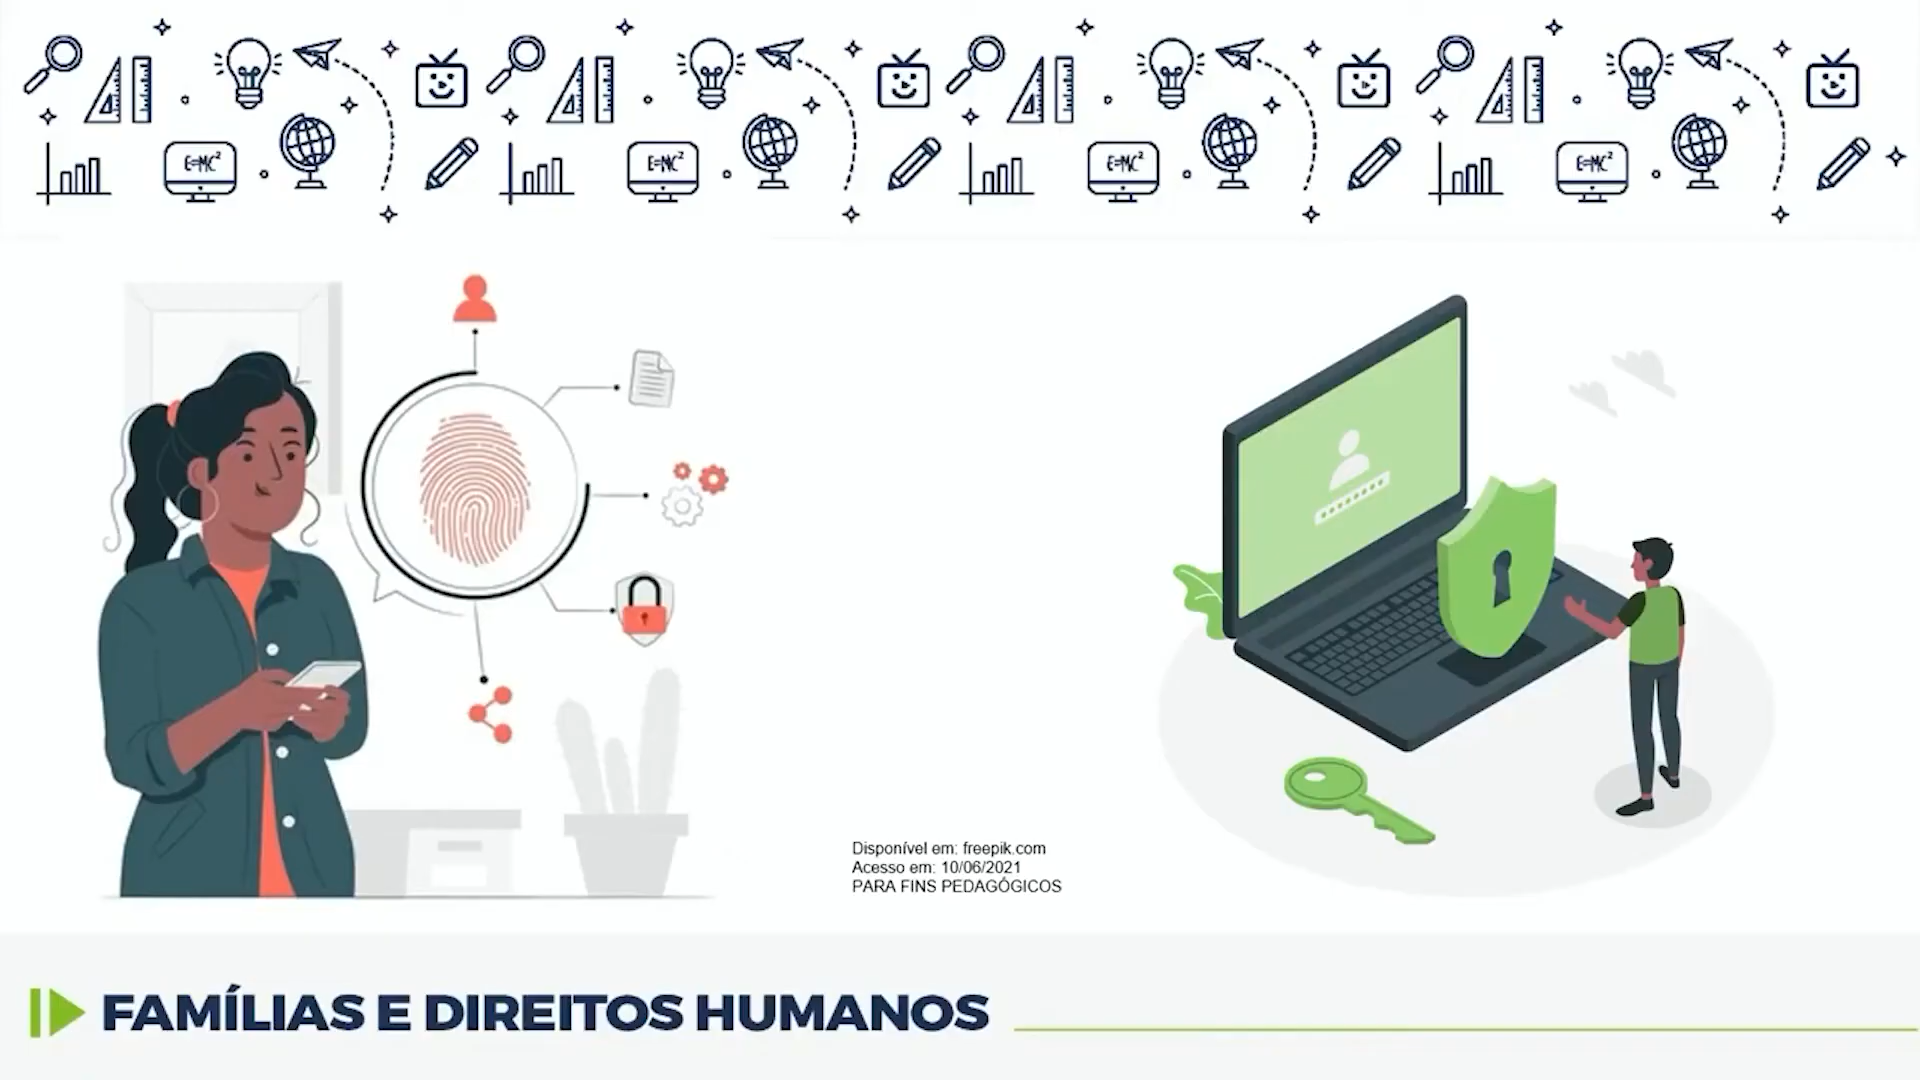 E=MC² E=MC² E=MC² E=MC²
Disponível em: freepik.com
Acesso em: 10/06/2021
PARA FINS PEDAGÓGICOS
FAMÍLIAS E DIREITOS HUMANOS